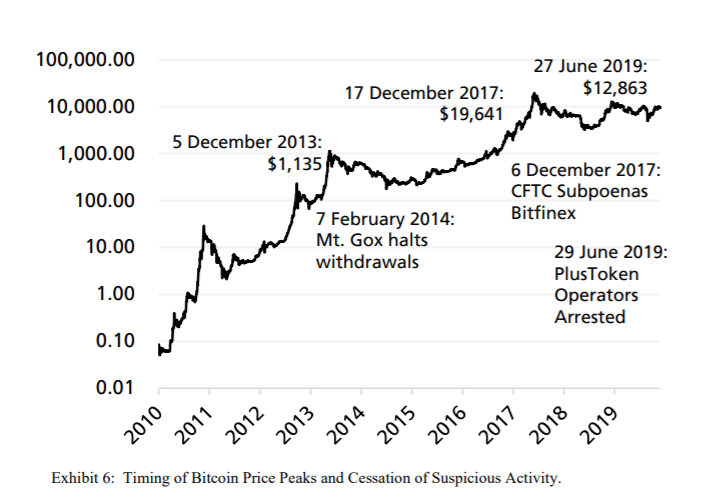 100,000.00
10,000.00
1,000.00
100.00
10.00
1.00
0.10
0.01
5 December 2013:
$1,135
17 December 2017:
$19,641
27 June 2019:
$12,863
7 February 2014:
Mt. Gox halts
withdrawals
6 December 2017:
CFTC Subpoenas
Bitfinex
29 June 2019:
PlusToken
Operators
Arrested
2010
2011
2012
2013
2014
2015
2016
2017
2018
2019
Exhibit 6: Timing of Bitcoin Price Peaks and Cessation of Suspicious Activity.